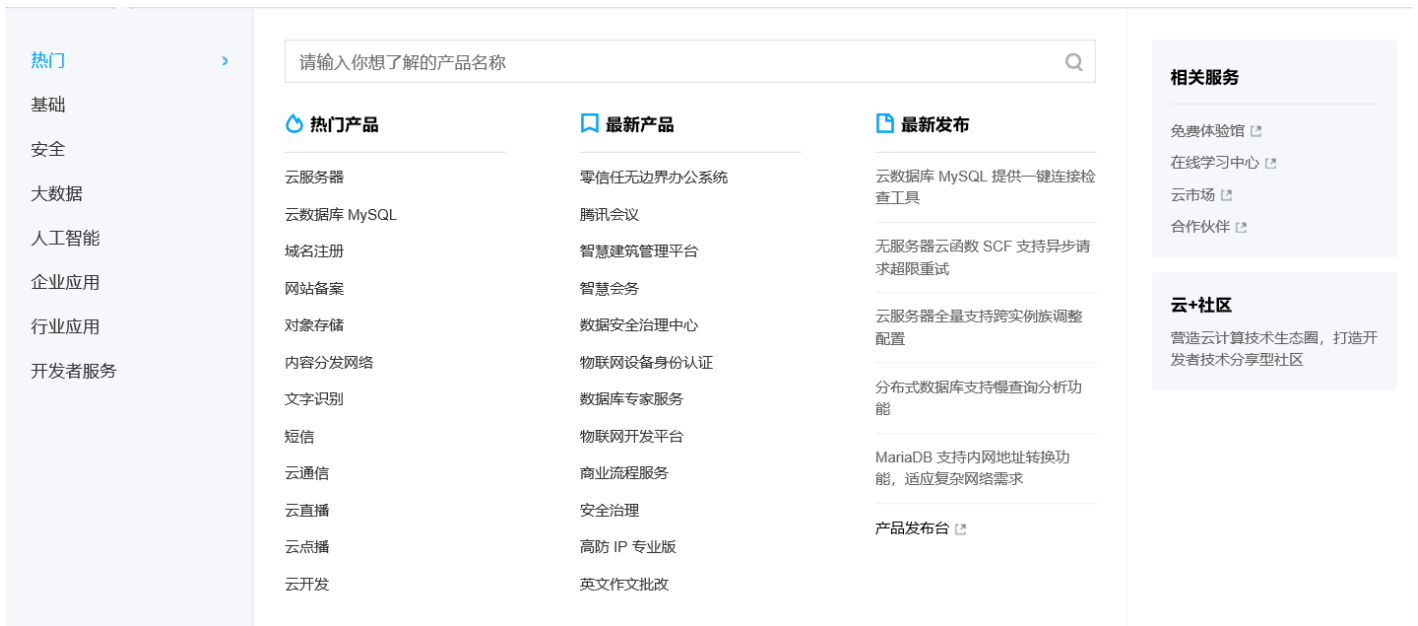 热门
基础
安全
大数据
人工智能
企业应用
行业应用
开发者服务
请输入你想了解的产品名称
热门产品
云服务器
云数据库 MySQL
域名注册
网站备案
对象存储
内容分发网络
文字识别
短信
云通信
云直播
云点播
云开发
最新产品
零信任无边界办公系统
腾讯会议
智慧建筑管理平台
智慧会务
数据安全治理中心
物联网设备身份认证
数据库专家服务
物联网开发平台
商业流程服务
安全治理
高防 IP 专业版
英文作文批改
最新发布
云数据库 MySQL 提供一键连接检
查工具
无服务器云函数 SCF 支持异步请
求超限重试
云服务器全量支持跨实例族调整
配置
分布式数据库支持慢查询分析功
能
MariaDB 支持内网地址转换功
能，适应复杂网络需求
产品发布台
相关服务
免费体验馆
在线学习中心
云市场
合作伙伴
云+社区
营造云计算技术生态圈，打造开
发者技术分享型社区